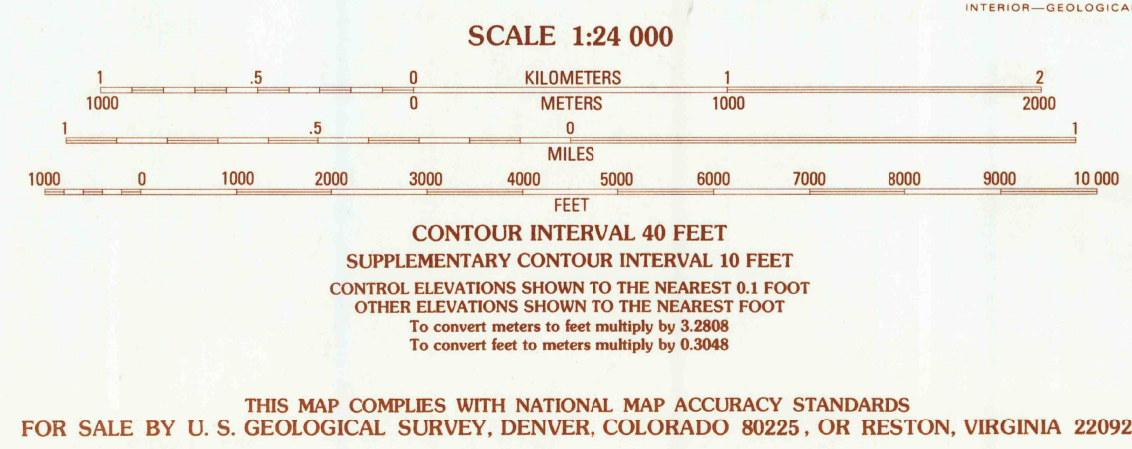 INTERIOR—GEOLOGICA
SCALE 1:24 000
1 .5 0 KILOMETERS 1 2
1000 0 METERS 1000 2000
1 .5 0 1
MILES
1000 0 1000 2000 3000 4000 5000 6000 7000 8000 9000 10 000
FEET
CONTOUR INTERVAL 40 FEET
SUPPLEMENTARY CONTOUR INTERVAL 10 FEET
CONTROL ELEVATIONS SHOWN TO THE NEAREST 0.1 FOOT
OTHER ELEVATIONS SHOWN TO THE NEAREST FOOT
To convert meters to feet multiply by 3.2808
To convert feet to meters multiply by 0.3048
THIS MAP COMPLIES WITH NATIONAL MAP ACCURACY STANDARDS
FOR SALE BY U. S. GEOLOGICAL SURVEY, DENVER, COLORADO 80225, OR RESTON, VIRGINIA 22092